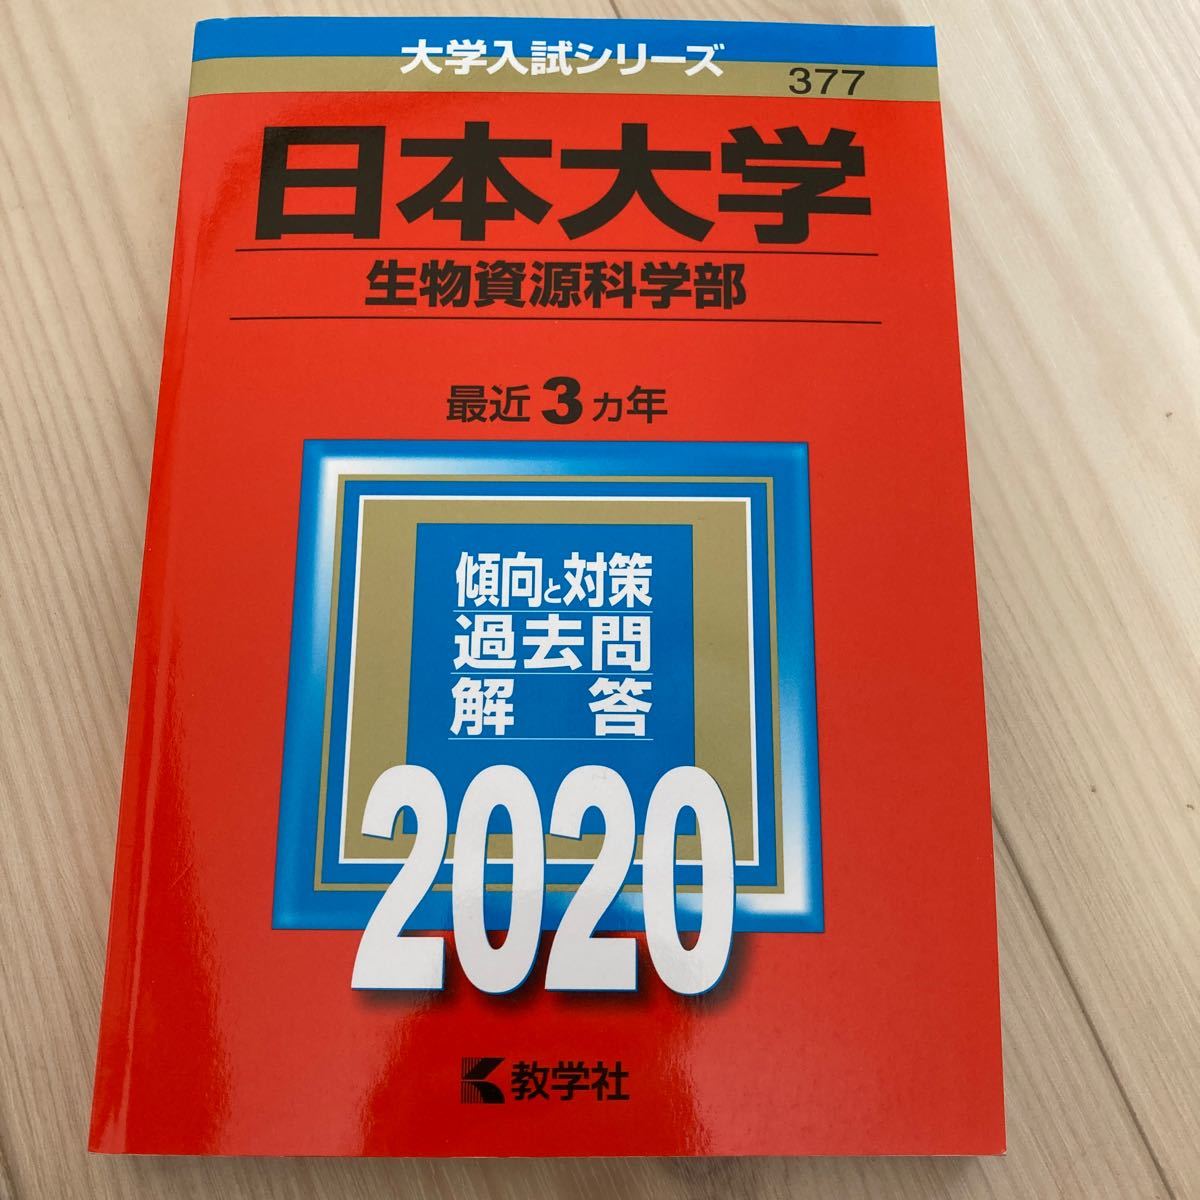 大学入試シリーズ
377
日本大学
生物資源科学部
最近3カ年
傾向と対策
過去問
解答
2020
教学社